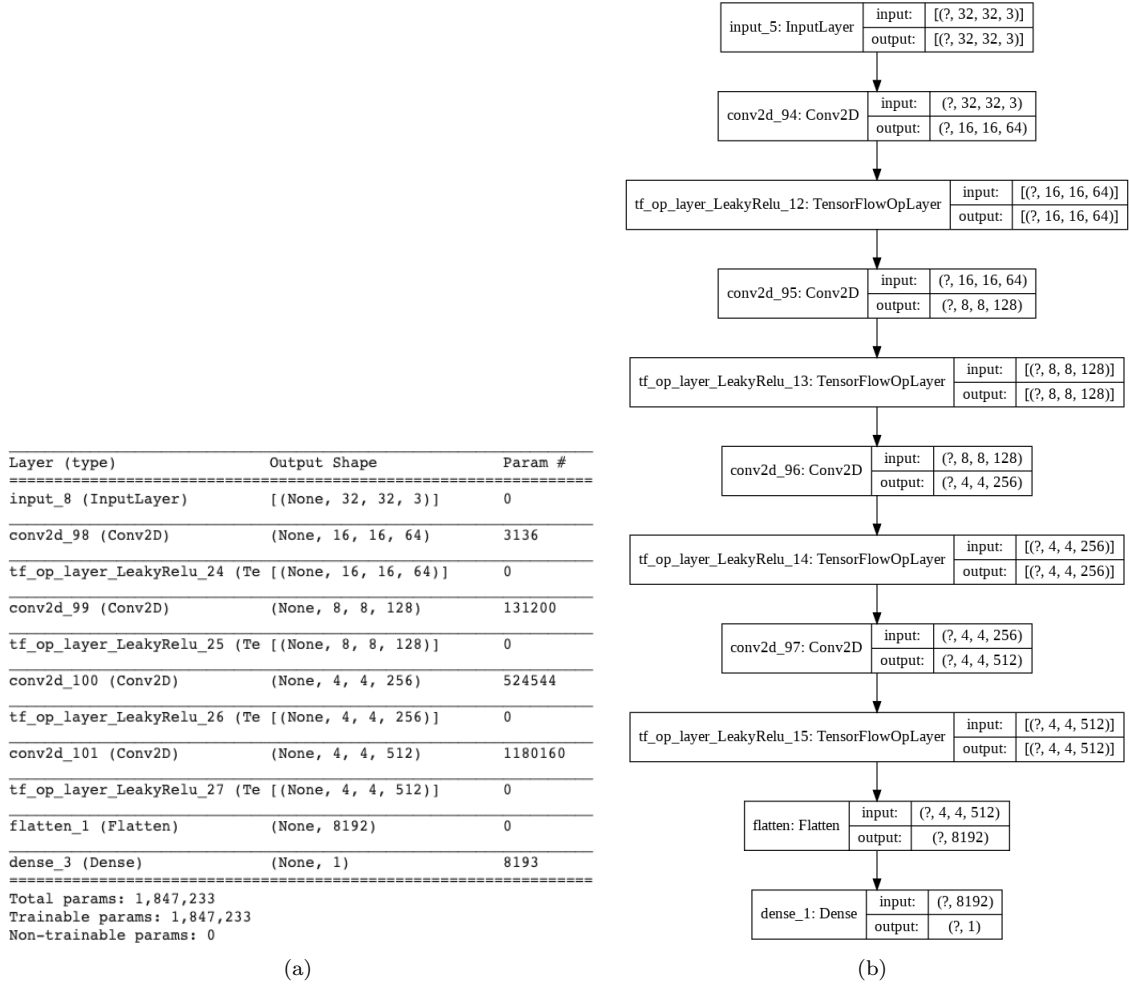 Layer (type) Output Shape Param #
input_8 (InputLayer) [(None, 32, 32, 3)] 0
conv2d_98 (Conv2D) (None, 16, 16, 64) 3136
tf_op_layer_LeakyRelu_24 (Te [(None, 16, 16, 64)] 0
conv2d_99 (Conv2D) (None, 8, 8, 128) 131200
tf_op_layer_LeakyRelu_25 (Te [(None, 8, 8, 128)] 0
conv2d_100 (Conv2D) (None, 4, 4, 256) 524544
tf_op_layer_LeakyRelu_26 (Te [(None, 4, 4, 256)] 0
conv2d_101 (Conv2D) (None, 4, 4, 512) 1180160
tf_op_layer_LeakyRelu_27 (Te [(None, 4, 4, 512)] 0
flatten_1 (Flatten) (None, 8192) 0
dense_3 (Dense) (None, 1) 8193
Total params: 1,847,233
Trainable params: 1,847,233
Non-trainable params: 0
(a)
input_5: InputLayer
input: [(?, 32, 32, 3)]
output: [(?, 32, 32, 3)]
conv2d_94: Conv2D
input: (?, 32, 32, 3)
output: (?, 16, 16, 64)
tf_op_layer_LeakyRelu_12: TensorFlowOpLayer
input: [(?, 16, 16, 64)]
output: [(?, 16, 16, 64)]
conv2d_95: Conv2D
input: (?, 16, 16, 64)
output: (?, 8, 8, 128)
tf_op_layer_LeakyRelu_13: TensorFlowOpLayer
input: [(?, 8, 8, 128)]
output: [(?, 8, 8, 128)]
conv2d_96: Conv2D
input: (?, 8, 8, 128)
output: (?, 4, 4, 256)
tf_op_layer_LeakyRelu_14: TensorFlowOpLayer
input: [(?, 4, 4, 256)]
output: [(?, 4, 4, 256)]
conv2d_97: Conv2D
input: (?, 4, 4, 256)
output: (?, 4, 4, 512)
tf_op_layer_LeakyRelu_15: TensorFlowOpLayer
input: [(?, 4, 4, 512)]
output: [(?, 4, 4, 512)]
flatten: Flatten
input: (?, 4, 4, 512)
output: (?, 8192)
dense_1: Dense
input: (?, 8192)
output: (?, 1)
(b)